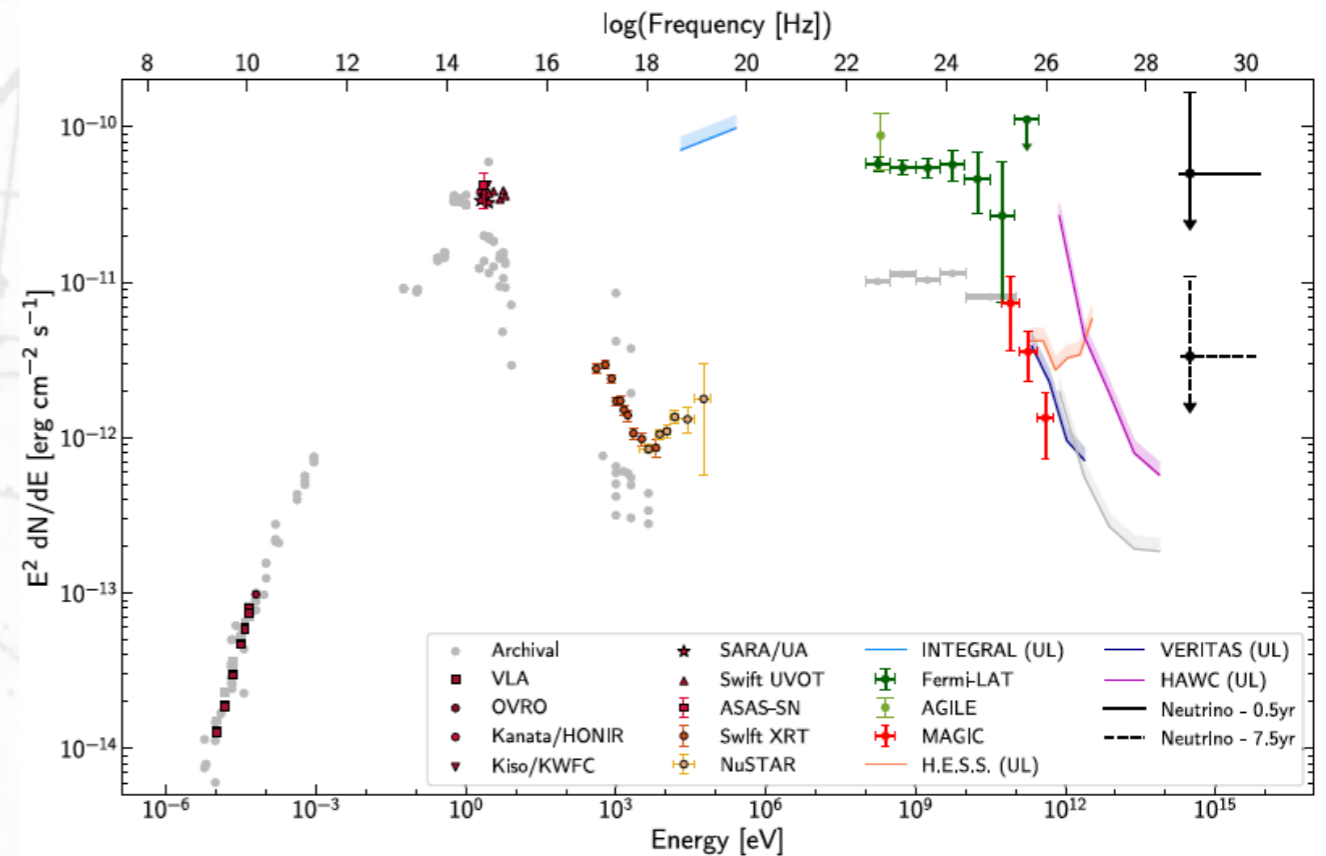 log(Frequency [Hz])
8 10 12 14 16 18 20 22 24 26 28 30
E² dN/dE [erg cm⁻² s⁻¹]
10⁻¹⁰
10⁻¹¹
10⁻¹²
10⁻¹³
10⁻¹⁴
Archival
VLA
OVRO
Kanata/HONIR
Kiso/KWFC
SARA/UA
Swift UVOT
ASAS-SN
Swift XRT
NuSTAR
INTEGRAL (UL)
Fermi-LAT
AGILE
MAGIC
H.E.S.S. (UL)
VERITAS (UL)
HAWC (UL)
Neutrino - 0.5yr
Neutrino - 7.5yr
10⁻⁶ 10⁻³ 10⁰ 10³ 10⁶ 10⁹ 10¹² 10¹⁵
Energy [eV]